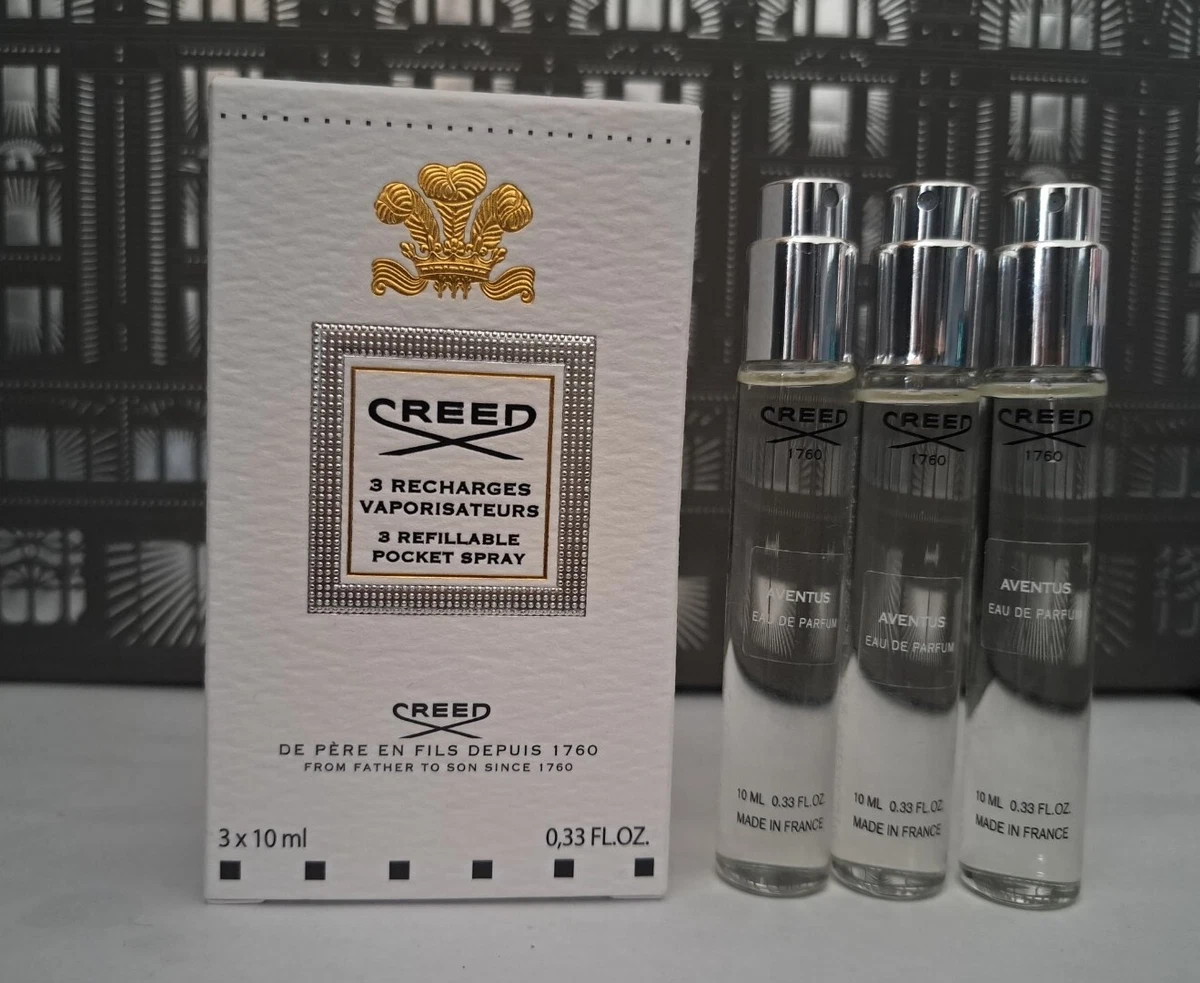 CREED
3 RECHARGES
VAPORISATEURS
3 REFILLABLE
POCKET SPRAY
CREED
DE PÈRE EN FILS DEPUIS 1760
FROM FATHER TO SON SINCE 1760
3 x 10 ml
0,33 FL.OZ.
CREED
1760
AVENTUS
EAU DE PARFUM
10 ML 0.33 FL.OZ.
MADE IN FRANCE
CREED
1760
AVENTUS
EAU DE PARFUM
10 ML 0.33 FL.OZ.
MADE IN FRANCE
CREED
1760
AVENTUS
EAU DE PARFUM
10 ML 0.33 FL.OZ.
MADE IN FRANCE